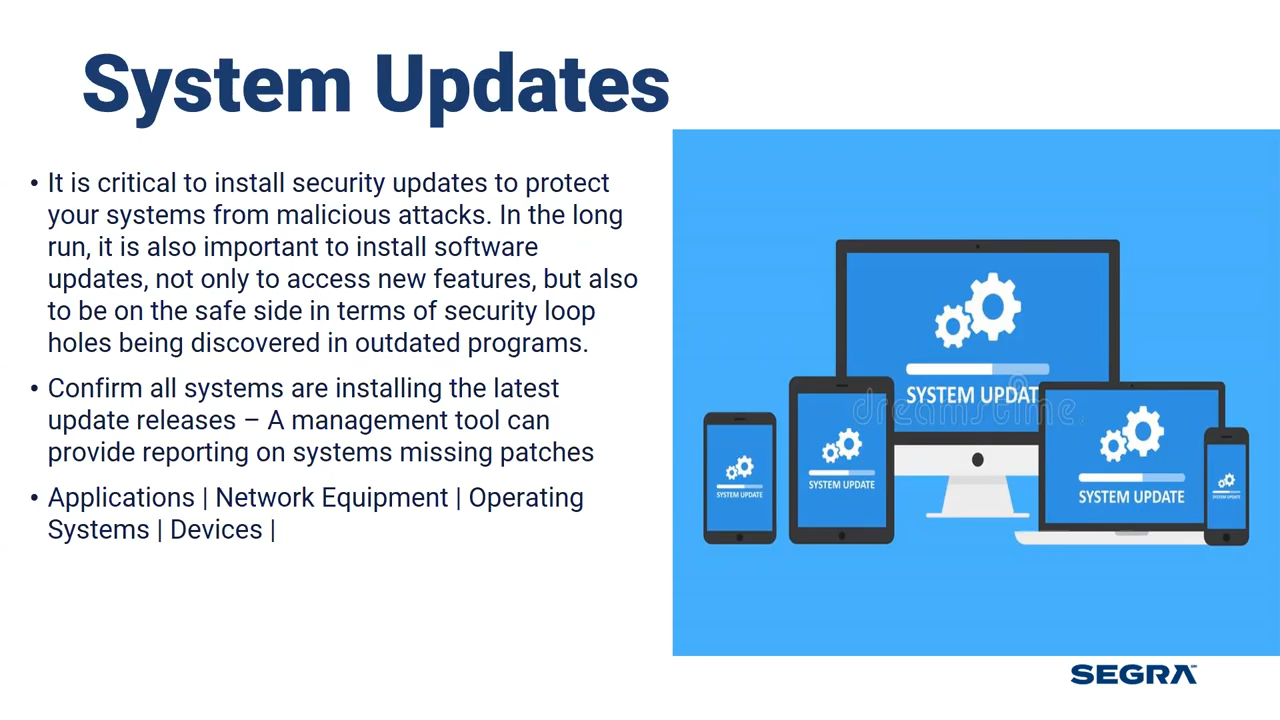 System Updates
• It is critical to install security updates to protect
your systems from malicious attacks. In the long
run, it is also important to install software
updates, not only to access new features, but also
to be on the safe side in terms of security loop
holes being discovered in outdated programs.
• Confirm all systems are installing the latest
update releases – A management tool can
provide reporting on systems missing patches
• Applications | Network Equipment | Operating
Systems | Devices |
SYSTEM UPDAT
dreamstime.
SYSTEM UPDATE
SYSTEM UPDATE
SYSTEM UPDATE
SYSTEM UPDATE
SEGRA